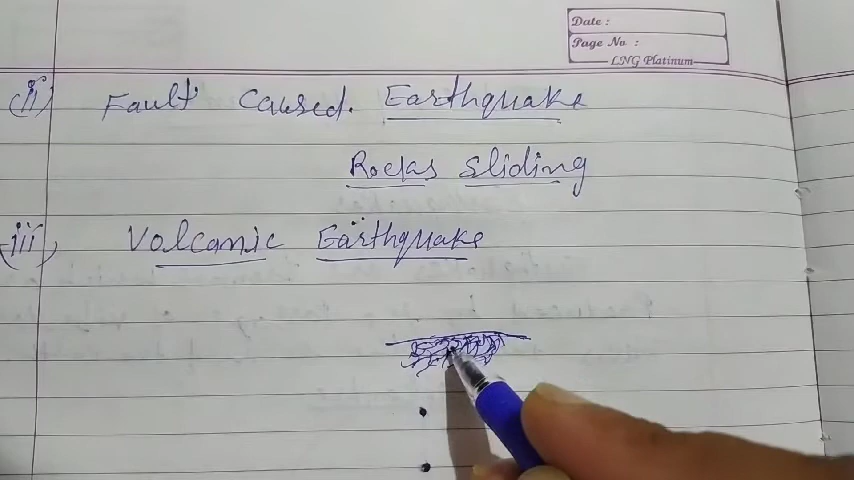 Date :
Page No :
LNG Platinum
(ii) Fault Caused. Earthquake
Rocks Sliding
(iii) Volcanic Earthquake